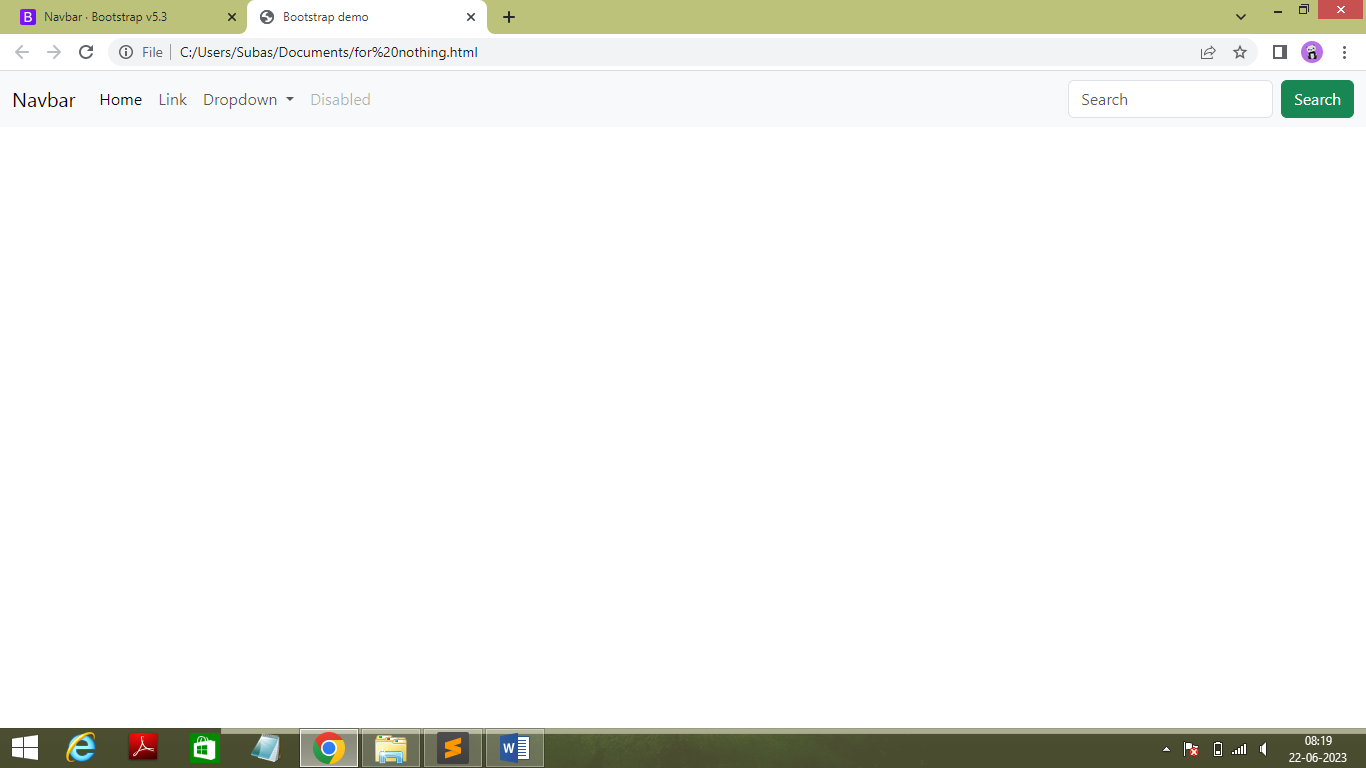 Navbar · Bootstrap v5.3
Bootstrap demo
File
C:/Users/Subas/Documents/for%20nothing.html
Navbar Home Link Dropdown Disabled Search Search
08:19
22-06-2023